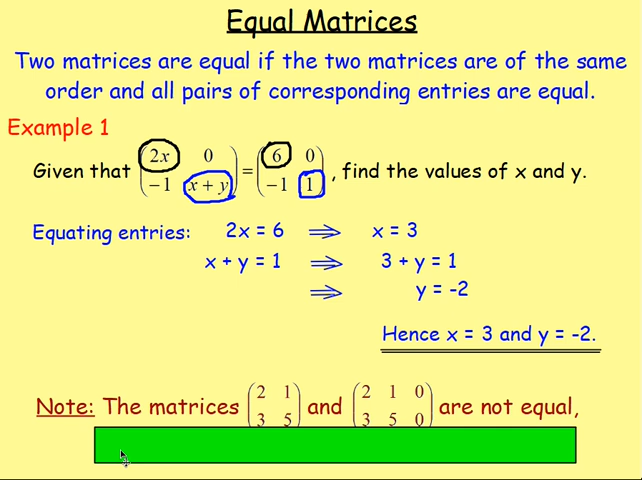 Equal Matrices
Two matrices are equal if the two matrices are of the same
order and all pairs of corresponding entries are equal.
Example 1
Given that (2x 0; -1 x + y) = (6 0; -1 1), find the values of x and y.
Equating entries: 2x = 6 ⇒ x = 3
x + y = 1 ⇒ 3 + y = 1
⇒ y = -2
Hence x = 3 and y = -2.
Note: The matrices (2 1; 3 5) and (2 1 0; 3 5 0) are not equal,